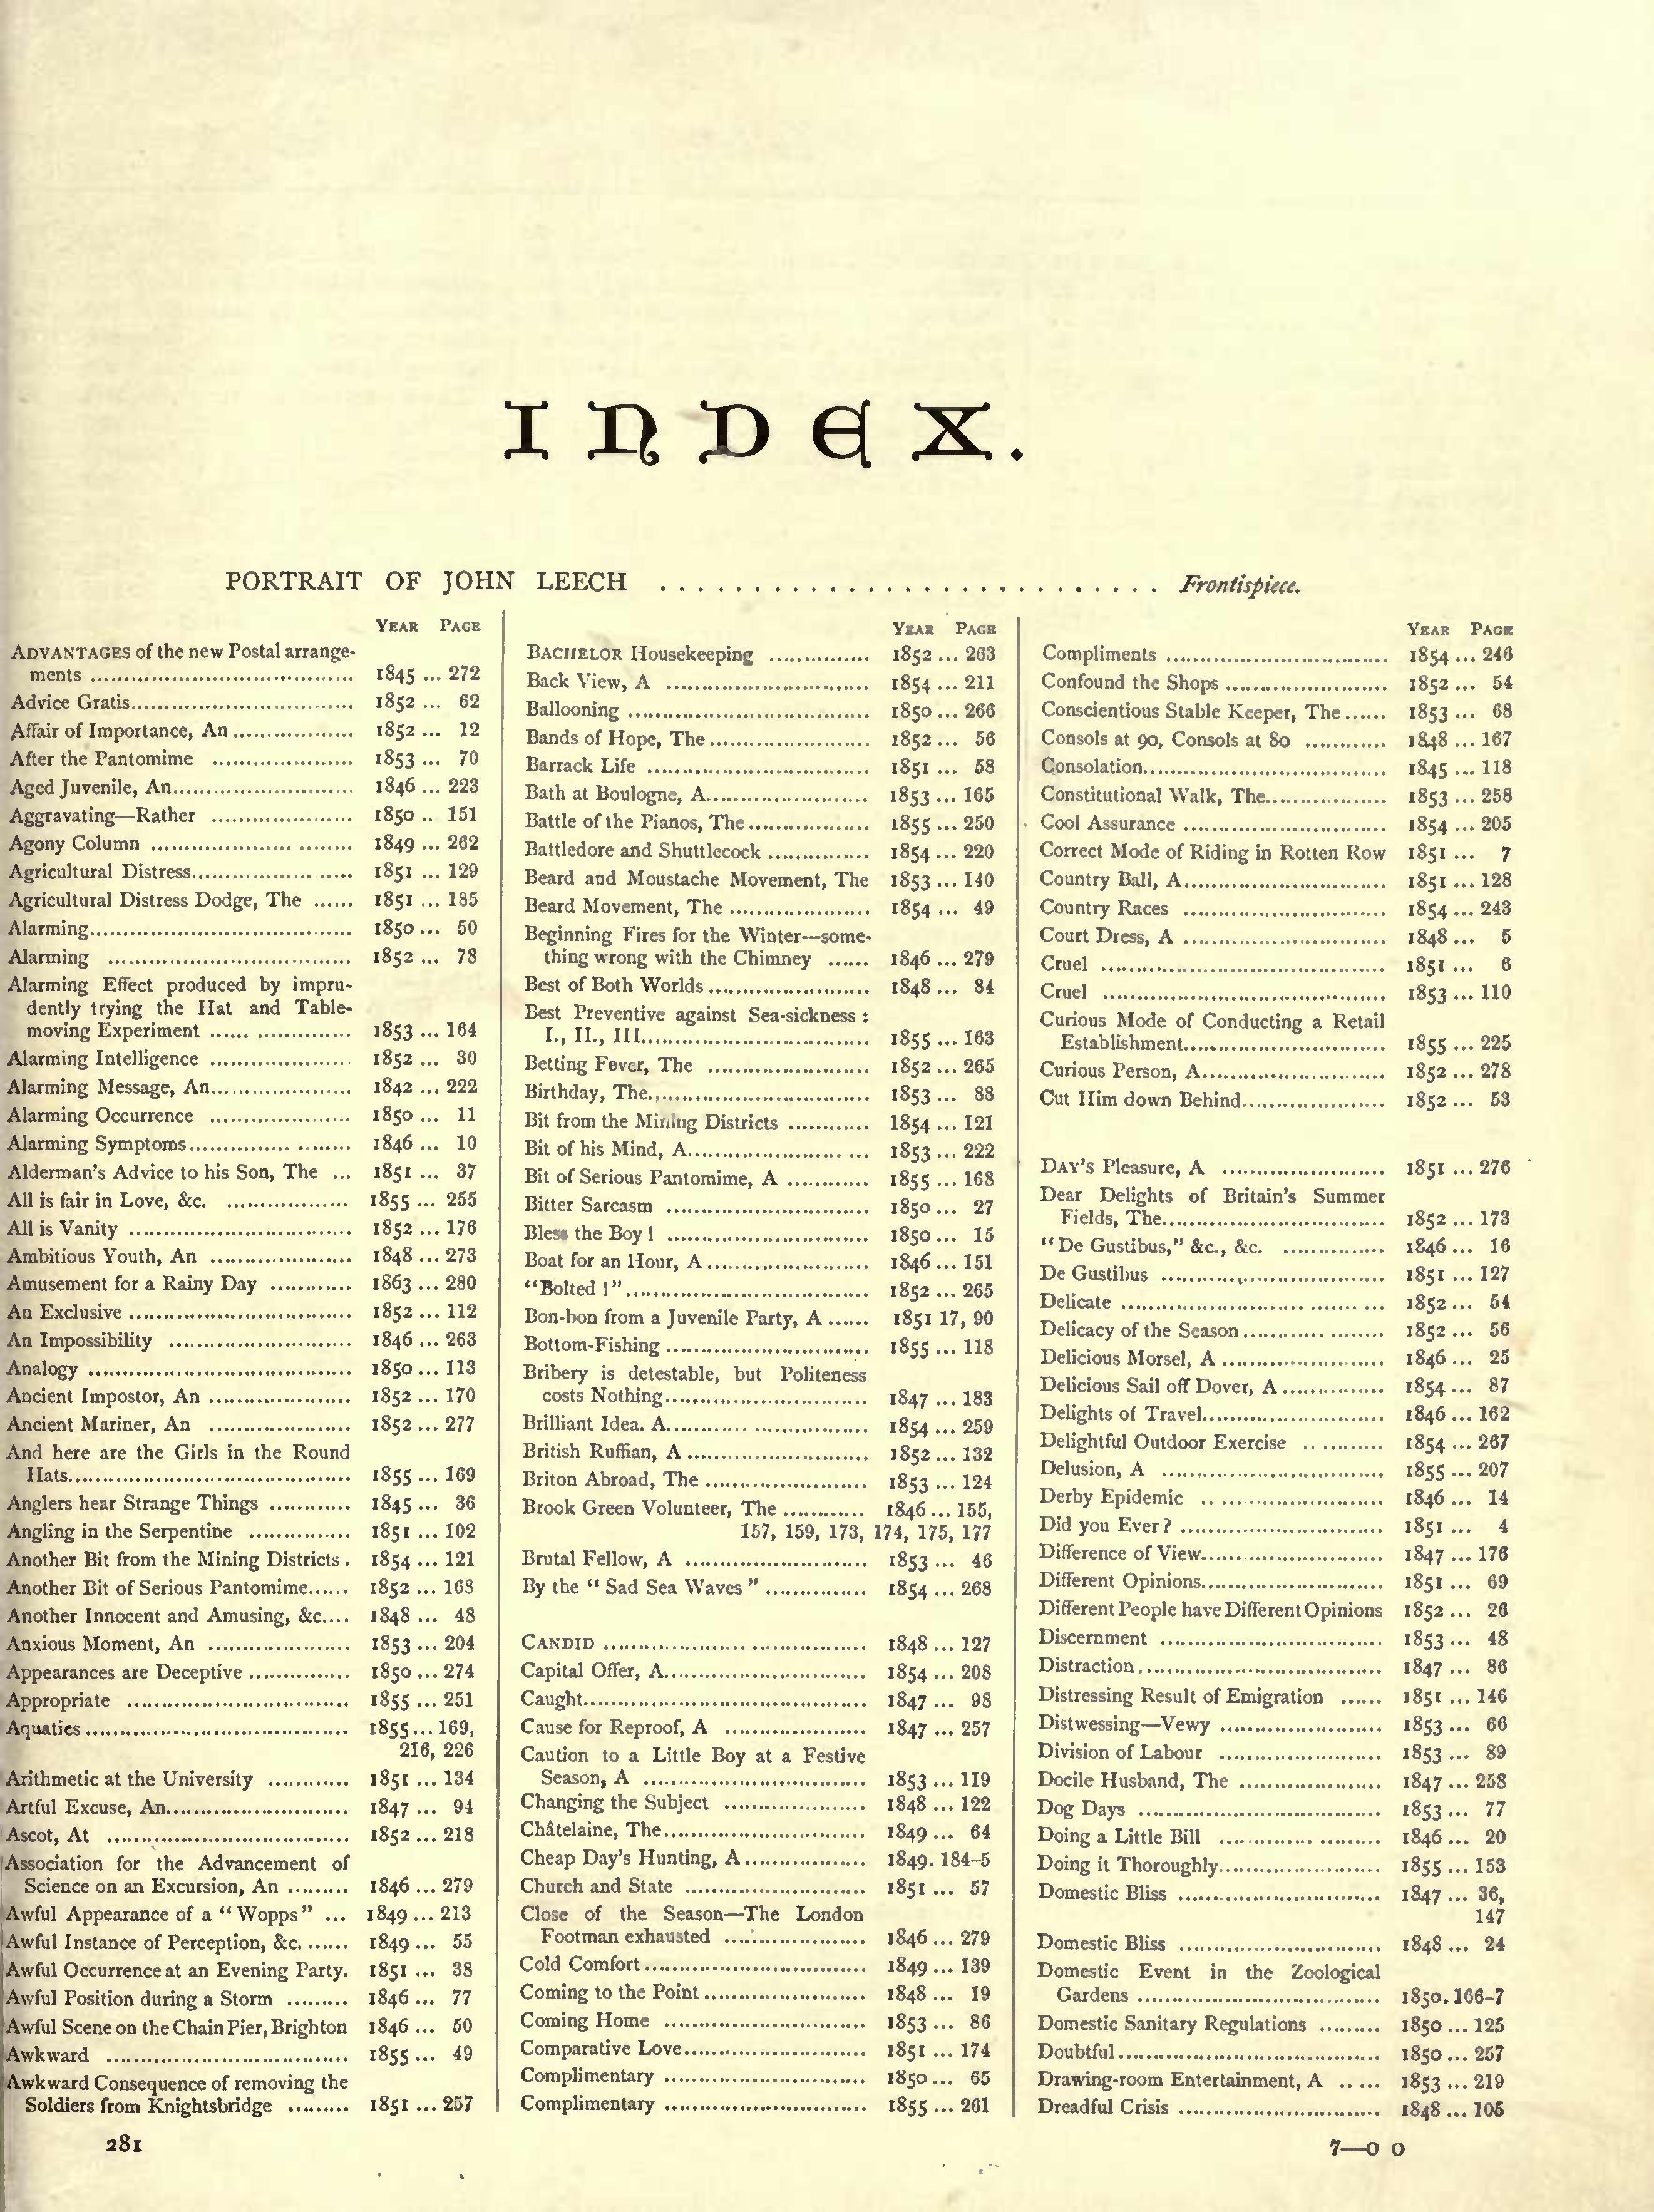 INDEX.
PORTRAIT OF JOHN LEECH ........................... Frontispiece.
YEAR PAGE
ADVANTAGES of the new Postal arrange-
ments ..... 1845 ... 272
Advice Gratis..... 1852 ... 62
Affair of Importance, An ..... 1852 ... 12
After the Pantomime ..... 1853 ... 70
Aged Juvenile, An..... 1846 ... 223
Aggravating—Rather ..... 1850 .. 151
Agony Column ..... 1849 ... 262
Agricultural Distress..... 1851 ... 129
Agricultural Distress Dodge, The ...... 1851 ... 185
Alarming..... 1850 ... 50
Alarming ..... 1852 ... 78
Alarming Effect produced by impru-
dently trying the Hat and Table-
moving Experiment ..... 1853 ... 164
Alarming Intelligence ..... 1852 ... 30
Alarming Message, An..... 1842 ... 222
Alarming Occurrence ..... 1850 ... 11
Alarming Symptoms..... 1846 ... 10
Alderman's Advice to his Son, The ... 1851 ... 37
All is fair in Love, &c. ..... 1855 ... 255
All is Vanity ..... 1852 ... 176
Ambitious Youth, An ..... 1848 ... 273
Amusement for a Rainy Day ..... 1863 ... 280
An Exclusive ..... 1852 ... 112
An Impossibility ..... 1846 ... 263
Analogy ..... 1850 ... 113
Ancient Impostor, An ..... 1852 ... 170
Ancient Mariner, An ..... 1852 ... 277
And here are the Girls in the Round
Hats..... 1855 ... 169
Anglers hear Strange Things ..... 1845 ... 36
Angling in the Serpentine ..... 1851 ... 102
Another Bit from the Mining Districts . 1854 ... 121
Another Bit of Serious Pantomime...... 1852 ... 168
Another Innocent and Amusing, &c.... 1848 ... 48
Anxious Moment, An ..... 1853 ... 204
Appearances are Deceptive ..... 1850 ... 274
Appropriate ..... 1855 ... 251
Aquatics ..... 1855 ... 169,
216, 226
Arithmetic at the University ..... 1851 ... 134
Artful Excuse, An..... 1847 ... 94
Ascot, At ..... 1852 ... 218
Association for the Advancement of
Science on an Excursion, An ..... 1846 ... 279
Awful Appearance of a "Wopps" ... 1849 ... 213
Awful Instance of Perception, &c. ...... 1849 ... 55
Awful Occurrence at an Evening Party. 1851 ... 38
Awful Position during a Storm ..... 1846 ... 77
Awful Scene on the Chain Pier, Brighton 1846 ... 50
Awkward ..... 1855 ... 49
Awkward Consequence of removing the
Soldiers from Knightsbridge ..... 1851 ... 257
YEAR PAGE
BACHELOR Housekeeping ..... 1852 ... 263
Back View, A ..... 1854 ... 211
Ballooning ..... 1850 ... 266
Bands of Hope, The ..... 1852 ... 56
Barrack Life ..... 1851 ... 58
Bath at Boulogne, A..... 1853 ... 165
Battle of the Pianos, The ..... 1855 ... 250
Battledore and Shuttlecock ..... 1854 ... 220
Beard and Moustache Movement, The 1853 ... 140
Beard Movement, The ..... 1854 ... 49
Beginning Fires for the Winter—some-
thing wrong with the Chimney ...... 1846 ... 279
Best of Both Worlds ..... 1848 ... 84
Best Preventive against Sea-sickness :
I., II., III..... 1855 ... 163
Betting Fever, The ..... 1852 ... 265
Birthday, The..... 1853 ... 88
Bit from the Mining Districts ..... 1854 ... 121
Bit of his Mind, A..... 1853 ... 222
Bit of Serious Pantomime, A ..... 1855 ... 168
Bitter Sarcasm ..... 1850 ... 27
Bless the Boy ! ..... 1850 ... 15
Boat for an Hour, A ..... 1846 ... 151
"Bolted !"..... 1852 ... 265
Bon-bon from a Juvenile Party, A ...... 1851 17, 90
Bottom-Fishing ..... 1855 ... 118
Bribery is detestable, but Politeness
costs Nothing..... 1847 ... 183
Brilliant Idea. A..... 1854 ... 259
British Ruffian, A ..... 1852 ... 132
Briton Abroad, The ..... 1853 ... 124
Brook Green Volunteer, The ..... 1846 ... 155,
157, 159, 173, 174, 175, 177
Brutal Fellow, A ..... 1853 ... 46
By the "Sad Sea Waves" ..... 1854 ... 268
CANDID ..... 1848 ... 127
Capital Offer, A..... 1854 ... 208
Caught..... 1847 ... 98
Cause for Reproof, A ..... 1847 ... 257
Caution to a Little Boy at a Festive
Season, A ..... 1853 ... 119
Changing the Subject ..... 1848 ... 122
Châtelaine, The..... 1849 ... 64
Cheap Day's Hunting, A ..... 1849. 184-5
Church and State ..... 1851 ... 57
Close of the Season—The London
Footman exhausted ..... 1846 ... 279
Cold Comfort ..... 1849 ... 139
Coming to the Point ..... 1848 ... 19
Coming Home ..... 1853 ... 86
Comparative Love..... 1851 ... 174
Complimentary ..... 1850 ... 65
Complimentary ..... 1855 ... 261
YEAR PAGE
Compliments ..... 1854 ... 246
Confound the Shops ..... 1852 ... 54
Conscientious Stable Keeper, The ...... 1853 ... 68
Consols at 90, Consols at 80 ..... 1848 ... 167
Consolation..... 1845 ... 118
Constitutional Walk, The..... 1853 ... 258
Cool Assurance ..... 1854 ... 205
Correct Mode of Riding in Rotten Row 1851 ... 7
Country Ball, A..... 1851 ... 128
Country Races ..... 1854 ... 243
Court Dress, A ..... 1848 ... 5
Cruel ..... 1851 ... 6
Cruel ..... 1853 ... 110
Curious Mode of Conducting a Retail
Establishment..... 1855 ... 225
Curious Person, A..... 1852 ... 278
Cut Him down Behind..... 1852 ... 53
DAY'S Pleasure, A ..... 1851 ... 276
Dear Delights of Britain's Summer
Fields, The..... 1852 ... 173
"De Gustibus," &c., &c. ..... 1846 ... 16
De Gustibus ..... 1851 ... 127
Delicate ..... 1852 ... 54
Delicacy of the Season ..... 1852 ... 56
Delicious Morsel, A ..... 1846 ... 25
Delicious Sail off Dover, A ..... 1854 ... 87
Delights of Travel..... 1846 ... 162
Delightful Outdoor Exercise ..... 1854 ... 267
Delusion, A ..... 1855 ... 207
Derby Epidemic ..... 1846 ... 14
Did you Ever ? ..... 1851 ... 4
Difference of View..... 1847 ... 176
Different Opinions..... 1851 ... 69
Different People have Different Opinions 1852 ... 26
Discernment ..... 1853 ... 48
Distraction..... 1847 ... 86
Distressing Result of Emigration ...... 1851 ... 146
Distwessing—Vewy ..... 1853 ... 66
Division of Labour ..... 1853 ... 89
Docile Husband, The ..... 1847 ... 258
Dog Days ..... 1853 ... 77
Doing a Little Bill ..... 1846 ... 20
Doing it Thoroughly..... 1855 ... 153
Domestic Bliss ..... 1847 ... 36,
147
Domestic Bliss ..... 1848 ... 24
Domestic Event in the Zoological
Gardens ..... 1850. 166-7
Domestic Sanitary Regulations ..... 1850 ... 125
Doubtful ..... 1850 ... 257
Drawing-room Entertainment, A ..... 1853 ... 219
Dreadful Crisis ..... 1848 ... 106
281
7—O O